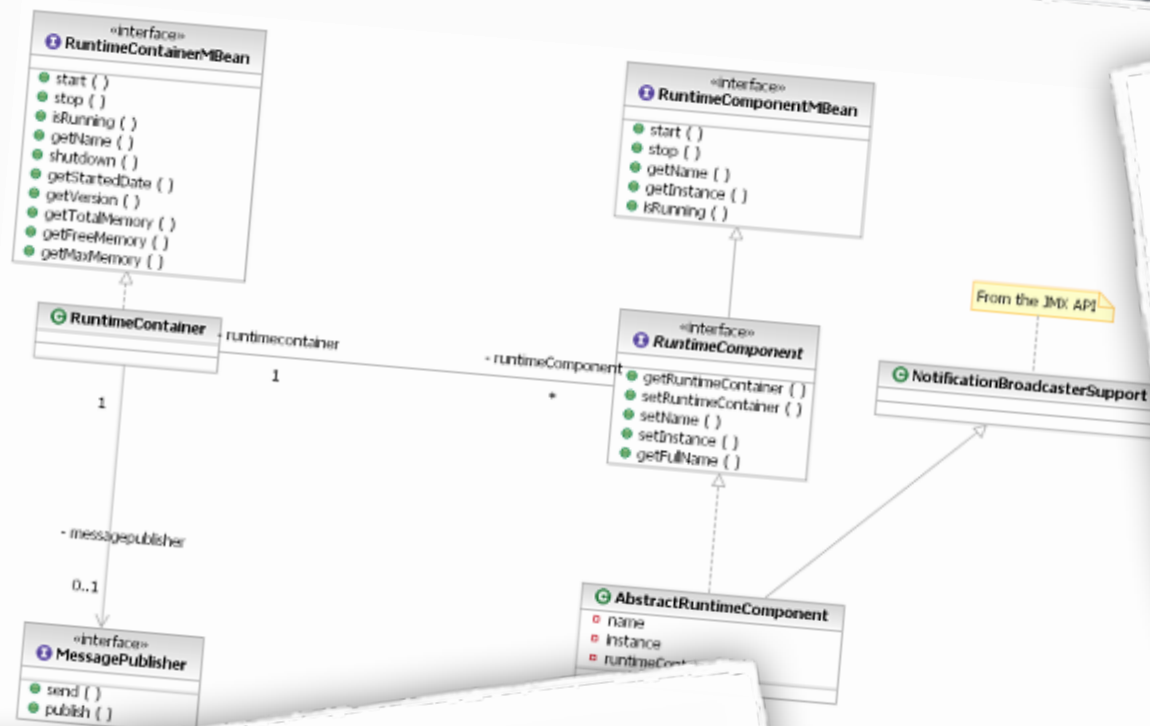 «interface»
RuntimeContainerMBean
start ( )
stop ( )
isRunning ( )
getName ( )
shutdown ( )
getStartedDate ( )
getVersion ( )
getTotalMemory ( )
getFreeMemory ( )
getMaxMemory ( )
«interface»
RuntimeComponentMBean
start ( )
stop ( )
getName ( )
getInstance ( )
isRunning ( )
From the JMX API
RuntimeContainer
- runtimecontainer
1
- runtimeComponent
*
«interface»
RuntimeComponent
getRuntimeContainer ( )
setRuntimeContainer ( )
setName ( )
setInstance ( )
getFullName ( )
NotificationBroadcasterSupport
1
- messagepublisher
0..1
«interface»
MessagePublisher
send ( )
publish ( )
AbstractRuntimeComponent
name
instance